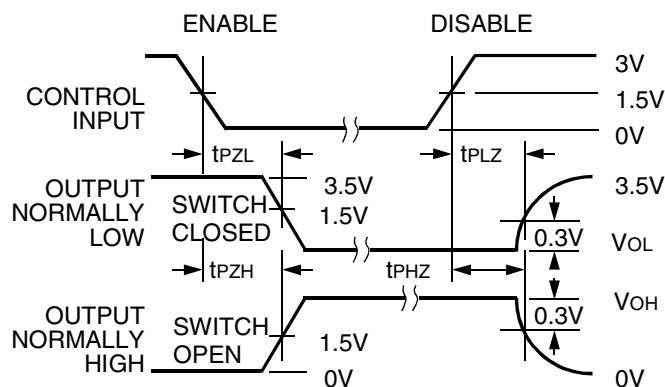 ENABLE DISABLE
3V
CONTROL
INPUT
1.5V
0V
tPZL tPLZ
OUTPUT
NORMALLY
LOW
SWITCH
CLOSED
3.5V
1.5V
3.5V
0.3V
VOL
tPZH tPHZ
VOH
0.3V
OUTPUT
NORMALLY
HIGH
SWITCH
OPEN
1.5V
0V
0V